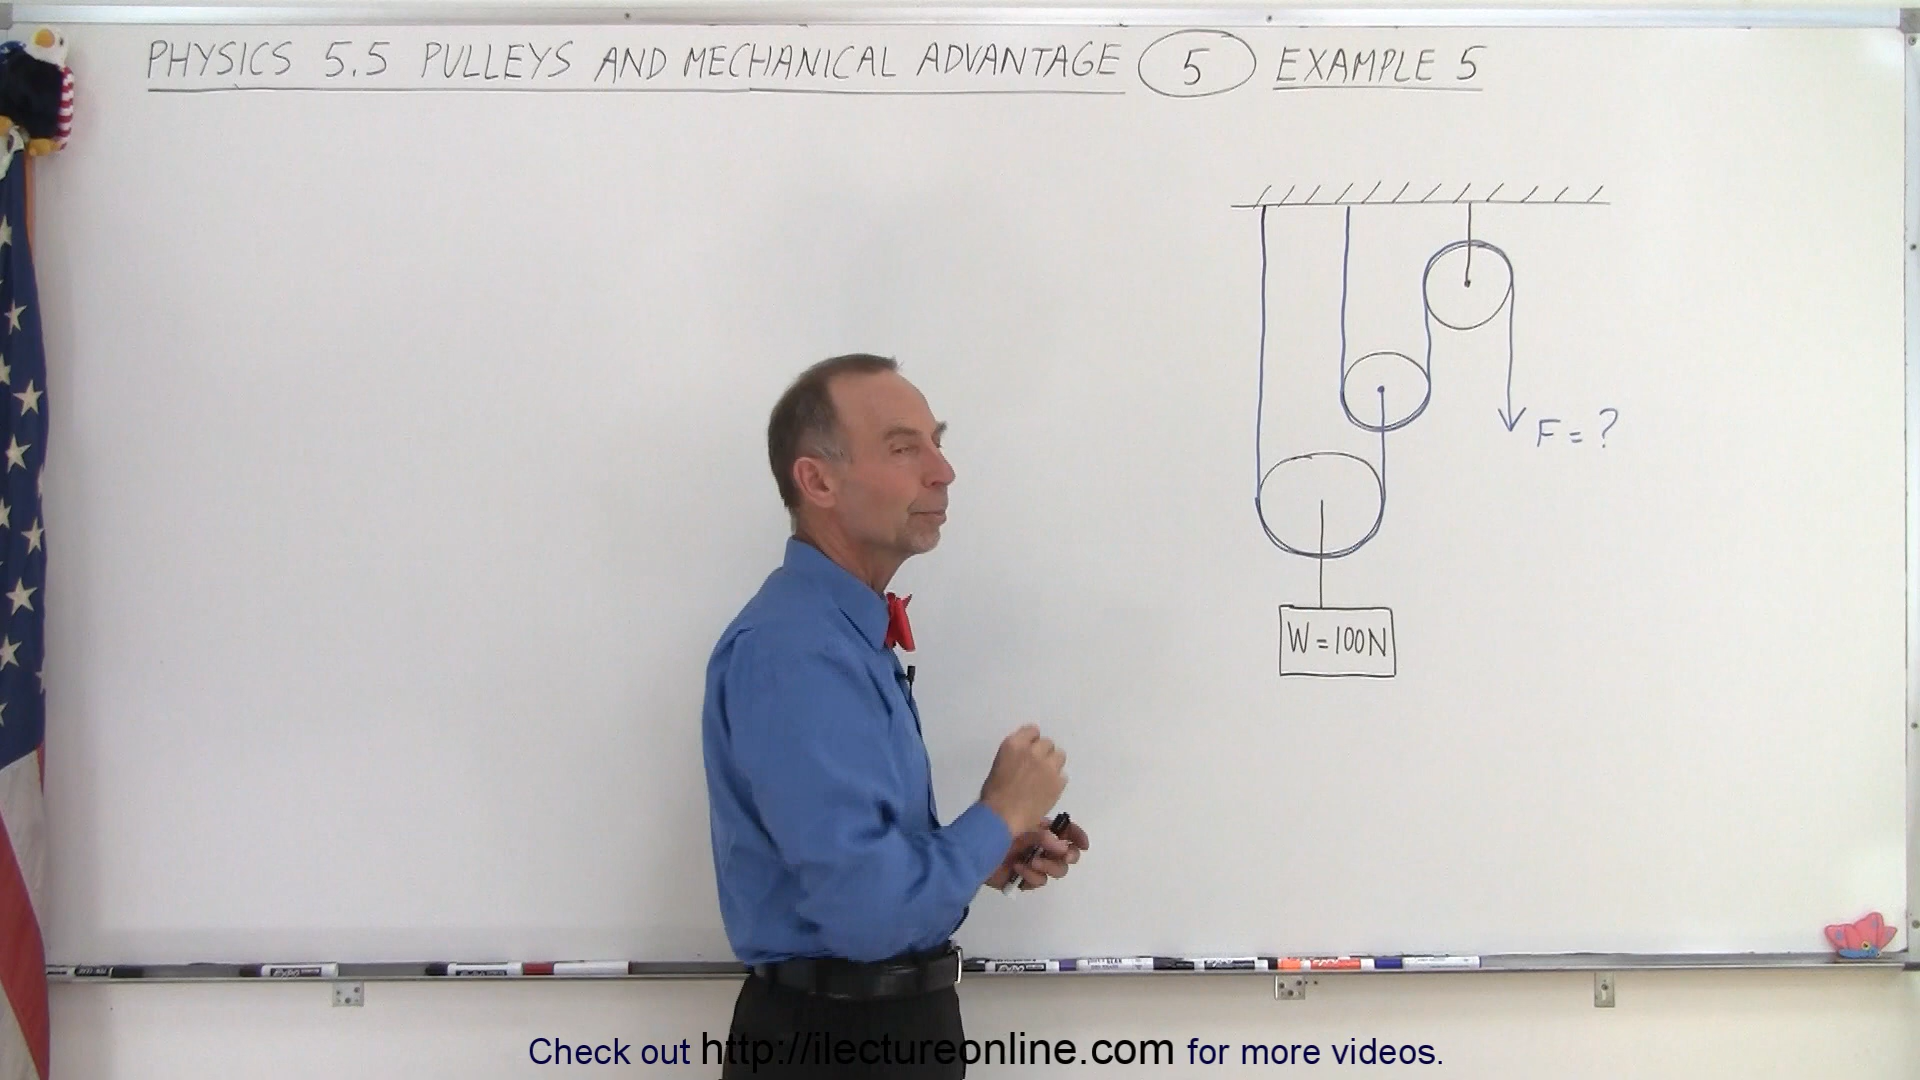 PHYSICS 5.5 PULLEYS AND MECHANICAL ADVANTAGE 5 EXAMPLE 5
F = ?
W = 100N
Check out http://ilectureonline.com for more videos.